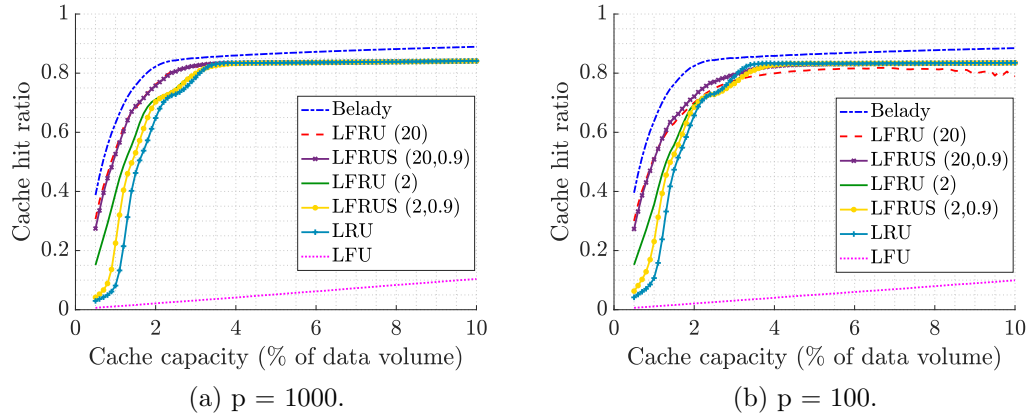 1
0.8
0.6
0.4
0.2
0
Cache hit ratio
Belady
LFRU (20)
LFRUS (20,0.9)
LFRU (2)
LFRUS (2,0.9)
LRU
LFU
0 2 4 6 8 10
Cache capacity (% of data volume)
(a) p = 1000.
1
0.8
0.6
0.4
0.2
0
Cache hit ratio
Belady
LFRU (20)
LFRUS (20,0.9)
LFRU (2)
LFRUS (2,0.9)
LRU
LFU
0 2 4 6 8 10
Cache capacity (% of data volume)
(b) p = 100.